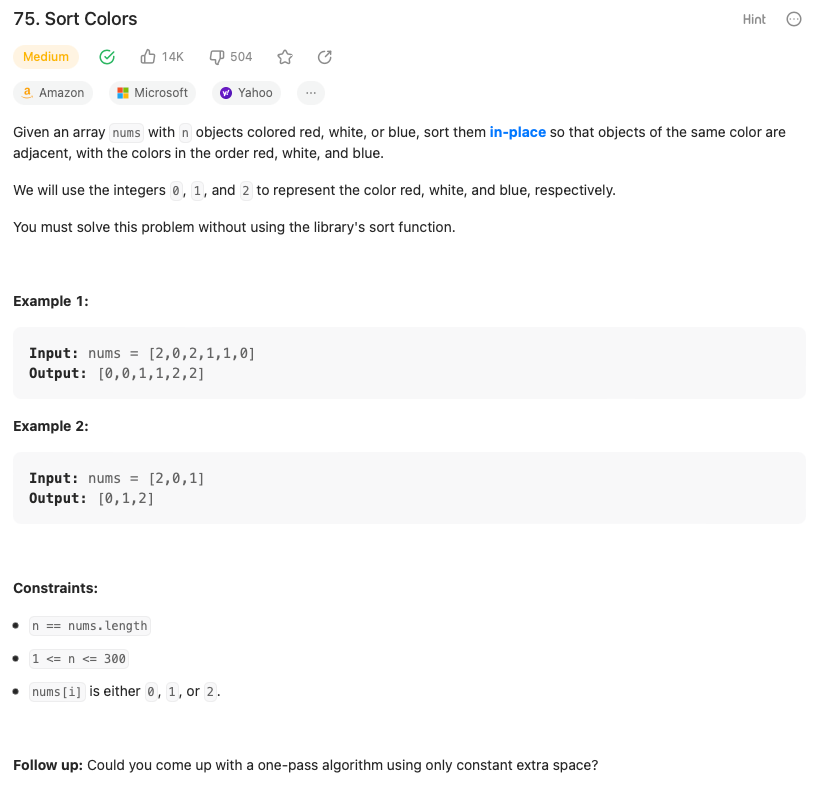 75. Sort Colors
Hint
Medium
14K
504
Amazon
Microsoft
Yahoo
Given an array nums with n objects colored red, white, or blue, sort them in-place so that objects of the same color are
adjacent, with the colors in the order red, white, and blue.
We will use the integers 0, 1, and 2 to represent the color red, white, and blue, respectively.
You must solve this problem without using the library's sort function.
Example 1:
Input: nums = [2,0,2,1,1,0]
Output: [0,0,1,1,2,2]
Example 2:
Input: nums = [2,0,1]
Output: [0,1,2]
Constraints:
n == nums.length
1 <= n <= 300
nums[i] is either 0, 1, or 2.
Follow up: Could you come up with a one-pass algorithm using only constant extra space?